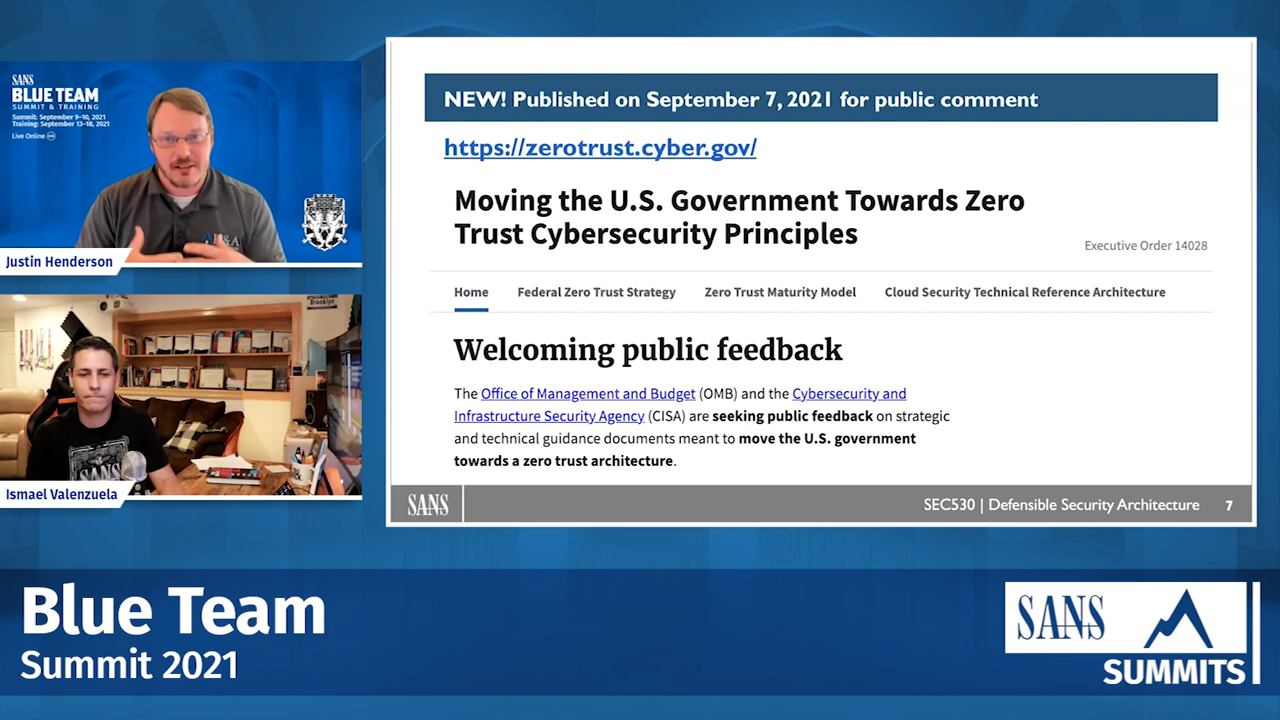 SANS
BLUE TEAM
SUMMIT & TRAINING
Summit: September 9-10, 2021
Training: September 13-18, 2021
Live Online
Justin Henderson
Brooklyn
SANS
Ismael Valenzuela
NEW! Published on September 7, 2021 for public comment
https://zerotrust.cyber.gov/
Moving the U.S. Government Towards Zero
Trust Cybersecurity Principles
Executive Order 14028
Home Federal Zero Trust Strategy Zero Trust Maturity Model Cloud Security Technical Reference Architecture
Welcoming public feedback
The Office of Management and Budget (OMB) and the Cybersecurity and
Infrastructure Security Agency (CISA) are seeking public feedback on strategic
and technical guidance documents meant to move the U.S. government
towards a zero trust architecture.
SANS SEC530 | Defensible Security Architecture 7
Blue Team
Summit 2021
SANS
SUMMITS